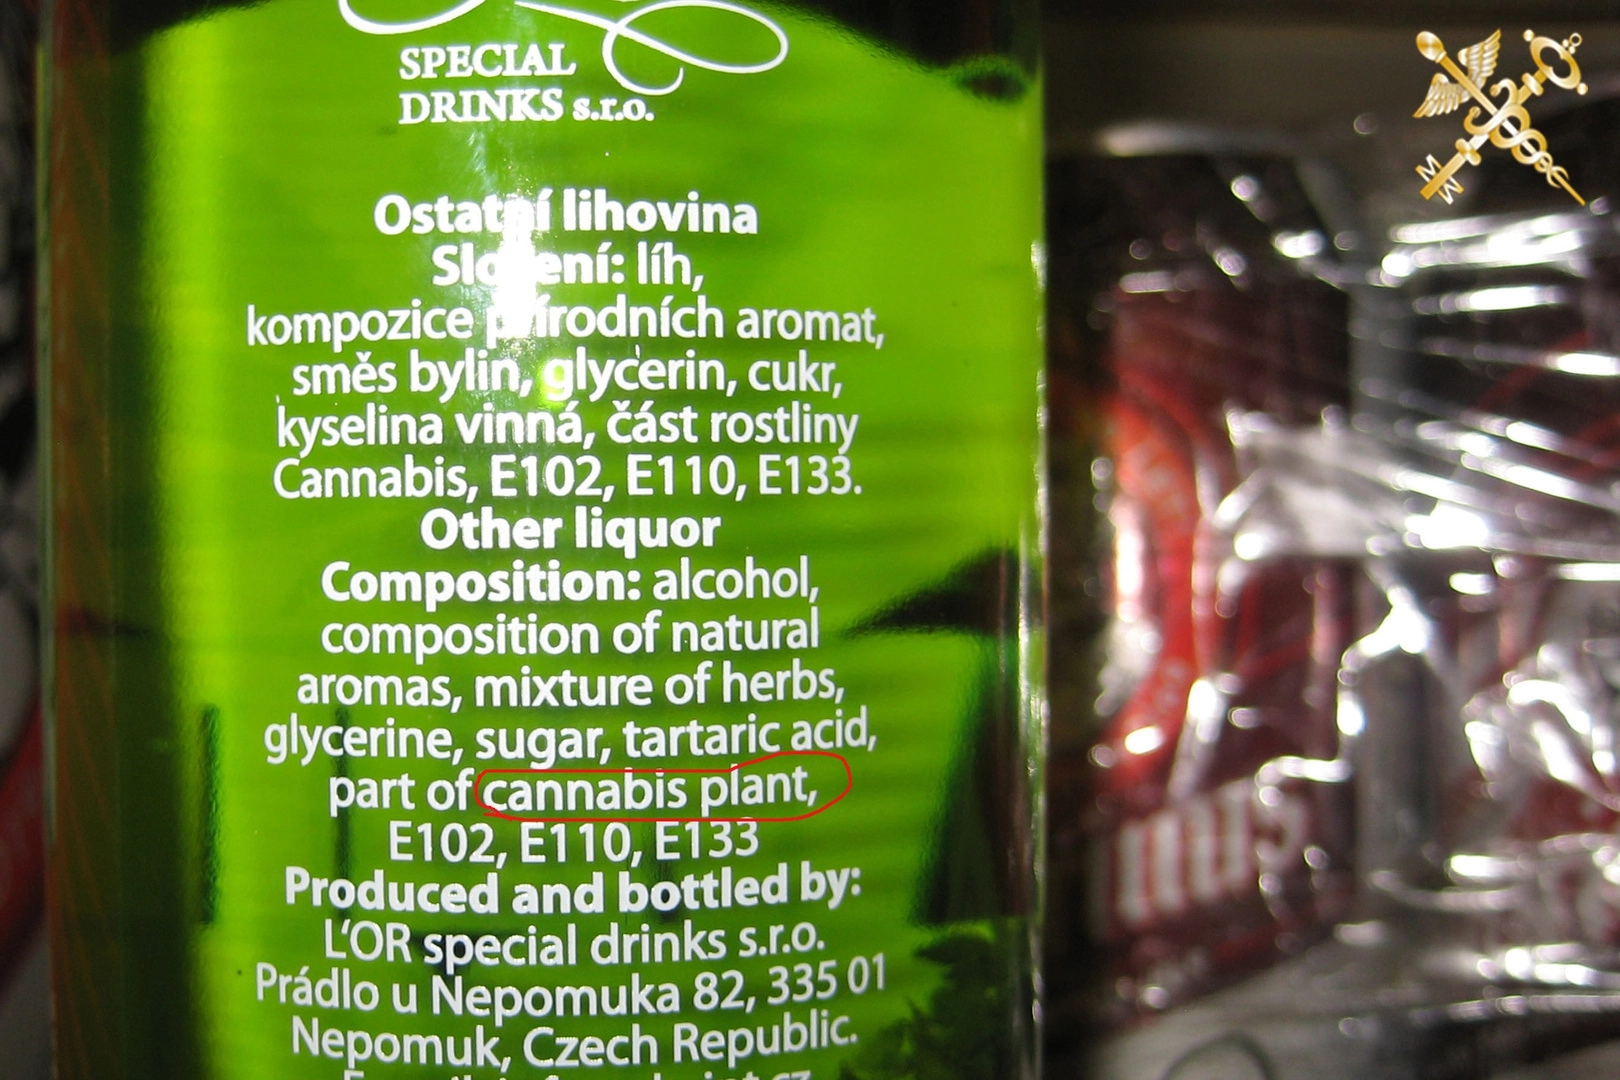 SPECIAL
DRINKS s.r.o.
Ostatní lihovina
líh,
kompozice přírodních aromat,
směs bylin, glycerin, cukr,
kyselina vinná, část rostliny
Cannabis, E102, E110, E133.
Other liquor
Composition: alcohol,
composition of natural
aromas, mixture of herbs,
glycerine, sugar, tartaric acid,
part of cannabis plant,
E102, E110, E133
Produced and bottled by:
L'OR special drinks s.r.o.
Prádlo u Nepomuka 82, 335 01
Nepomuk, Czech Republic.